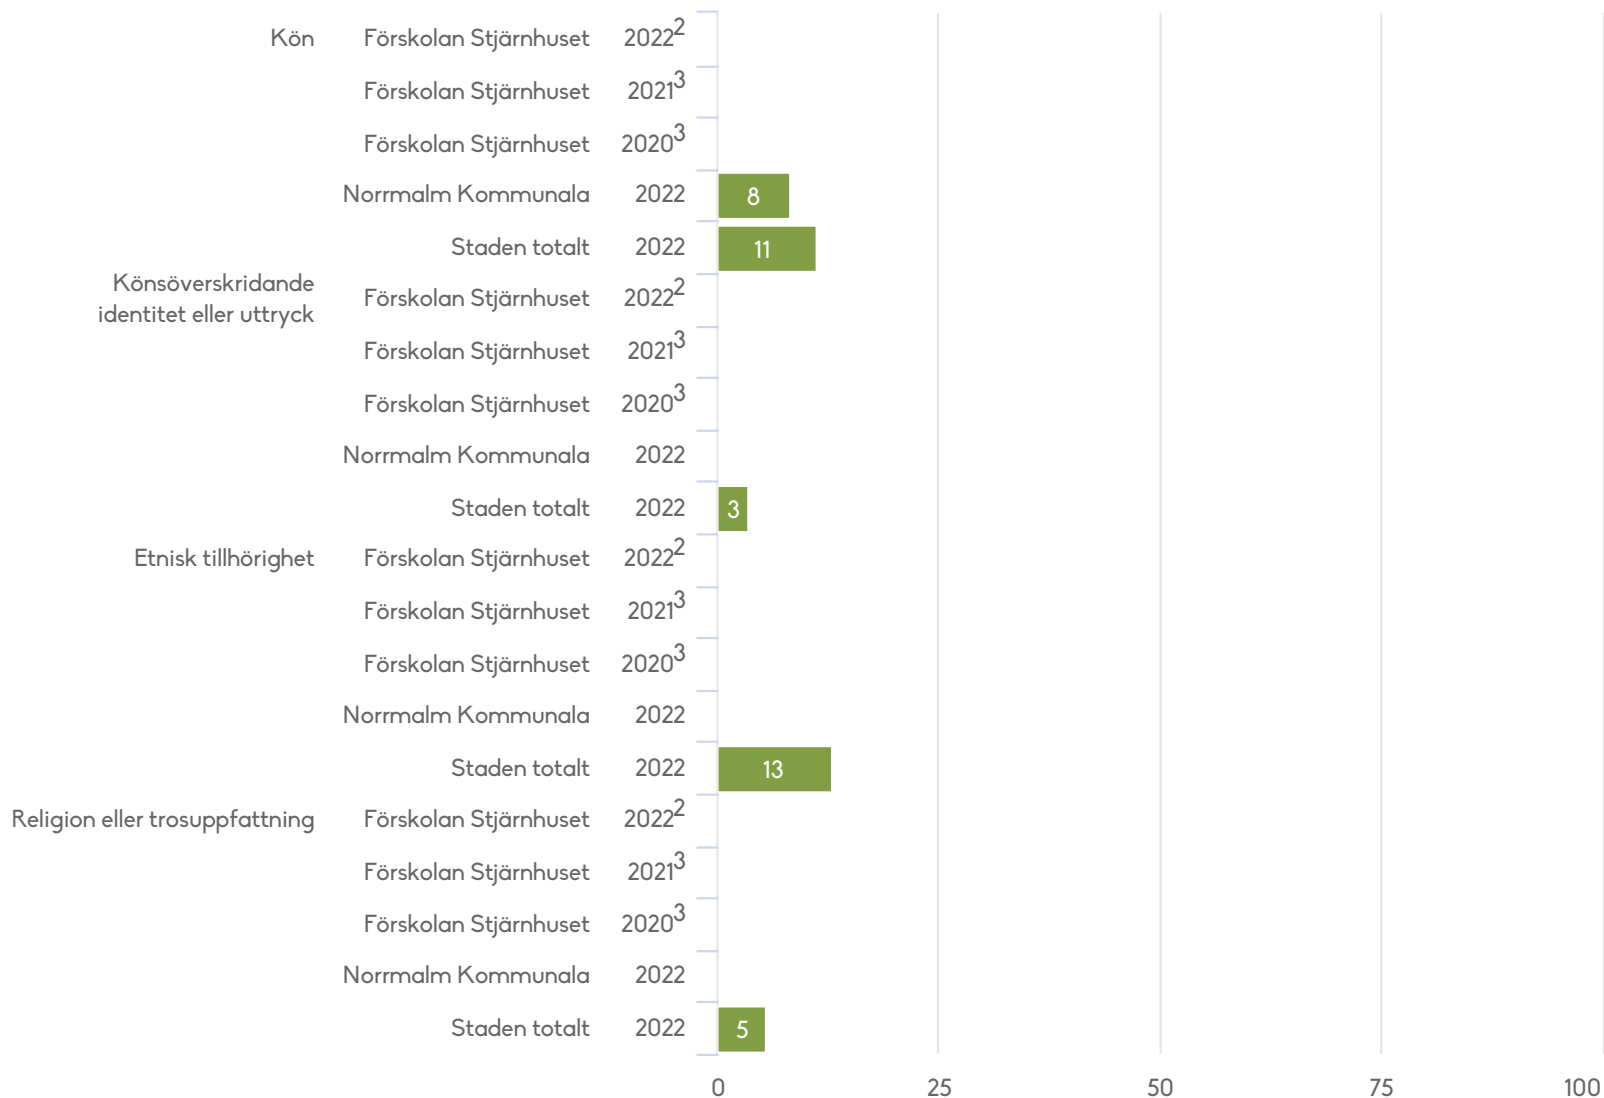 Kön Förskolan Stjärnhuset 2022²
Förskolan Stjärnhuset 2021³
Förskolan Stjärnhuset 2020³
Norrmalm Kommunala 2022 8
Staden totalt 2022 11
Könsöverskridande
identitet eller uttryck Förskolan Stjärnhuset 2022²
Förskolan Stjärnhuset 2021³
Förskolan Stjärnhuset 2020³
Norrmalm Kommunala 2022
Staden totalt 2022 3
Etnisk tillhörighet Förskolan Stjärnhuset 2022²
Förskolan Stjärnhuset 2021³
Förskolan Stjärnhuset 2020³
Norrmalm Kommunala 2022
Staden totalt 2022 13
Religion eller trosuppfattning Förskolan Stjärnhuset 2022²
Förskolan Stjärnhuset 2021³
Förskolan Stjärnhuset 2020³
Norrmalm Kommunala 2022
Staden totalt 2022 5
0 25 50 75 100